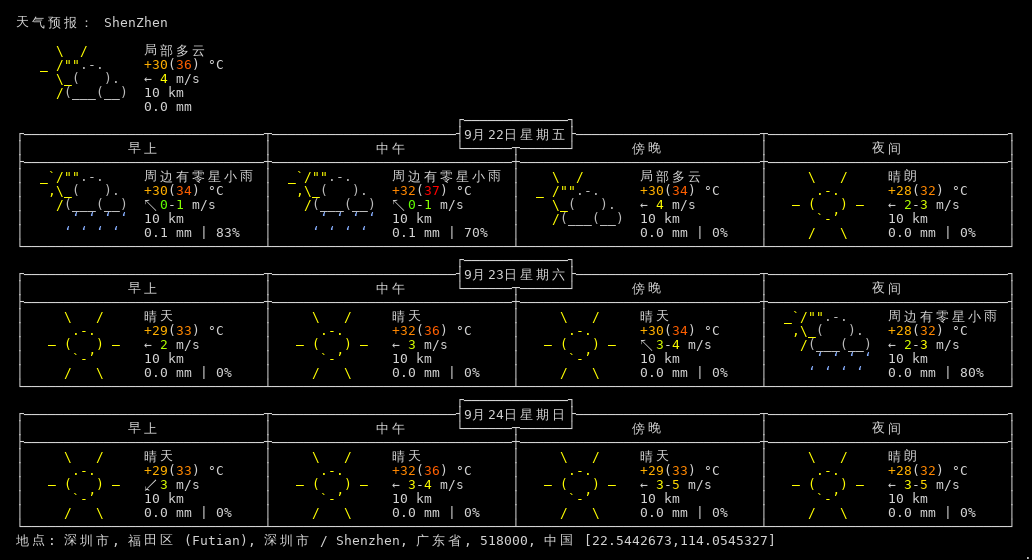 天气预报： ShenZhen
局部多云
+30(36) °C
← 4 m/s
10 km
0.0 mm
9月22日星期五
早上 中午 傍晚 夜间
周边有零星小雨 周边有零星小雨 局部多云 晴朗
+30(34) °C +32(37) °C +30(34) °C +28(32) °C
↖ 0-1 m/s ↖ 0-1 m/s ← 4 m/s ← 2-3 m/s
10 km 10 km 10 km 10 km
0.1 mm | 83% 0.1 mm | 70% 0.0 mm | 0% 0.0 mm | 0%
9月23日星期六
早上 中午 傍晚 夜间
晴天 晴天 晴天 周边有零星小雨
+29(33) °C +32(36) °C +30(34) °C +28(32) °C
← 2 m/s ← 3 m/s ↖ 3-4 m/s ← 2-3 m/s
10 km 10 km 10 km 10 km
0.0 mm | 0% 0.0 mm | 0% 0.0 mm | 0% 0.0 mm | 80%
9月24日星期日
早上 中午 傍晚 夜间
晴天 晴天 晴天 晴朗
+29(33) °C +32(36) °C +29(33) °C +28(32) °C
↙ 3 m/s ← 3-4 m/s ← 3-5 m/s ← 3-5 m/s
10 km 10 km 10 km 10 km
0.0 mm | 0% 0.0 mm | 0% 0.0 mm | 0% 0.0 mm | 0%
地点: 深圳市, 福田区 (Futian), 深圳市 / Shenzhen, 广东省, 518000, 中国 [22.5442673,114.0545327]